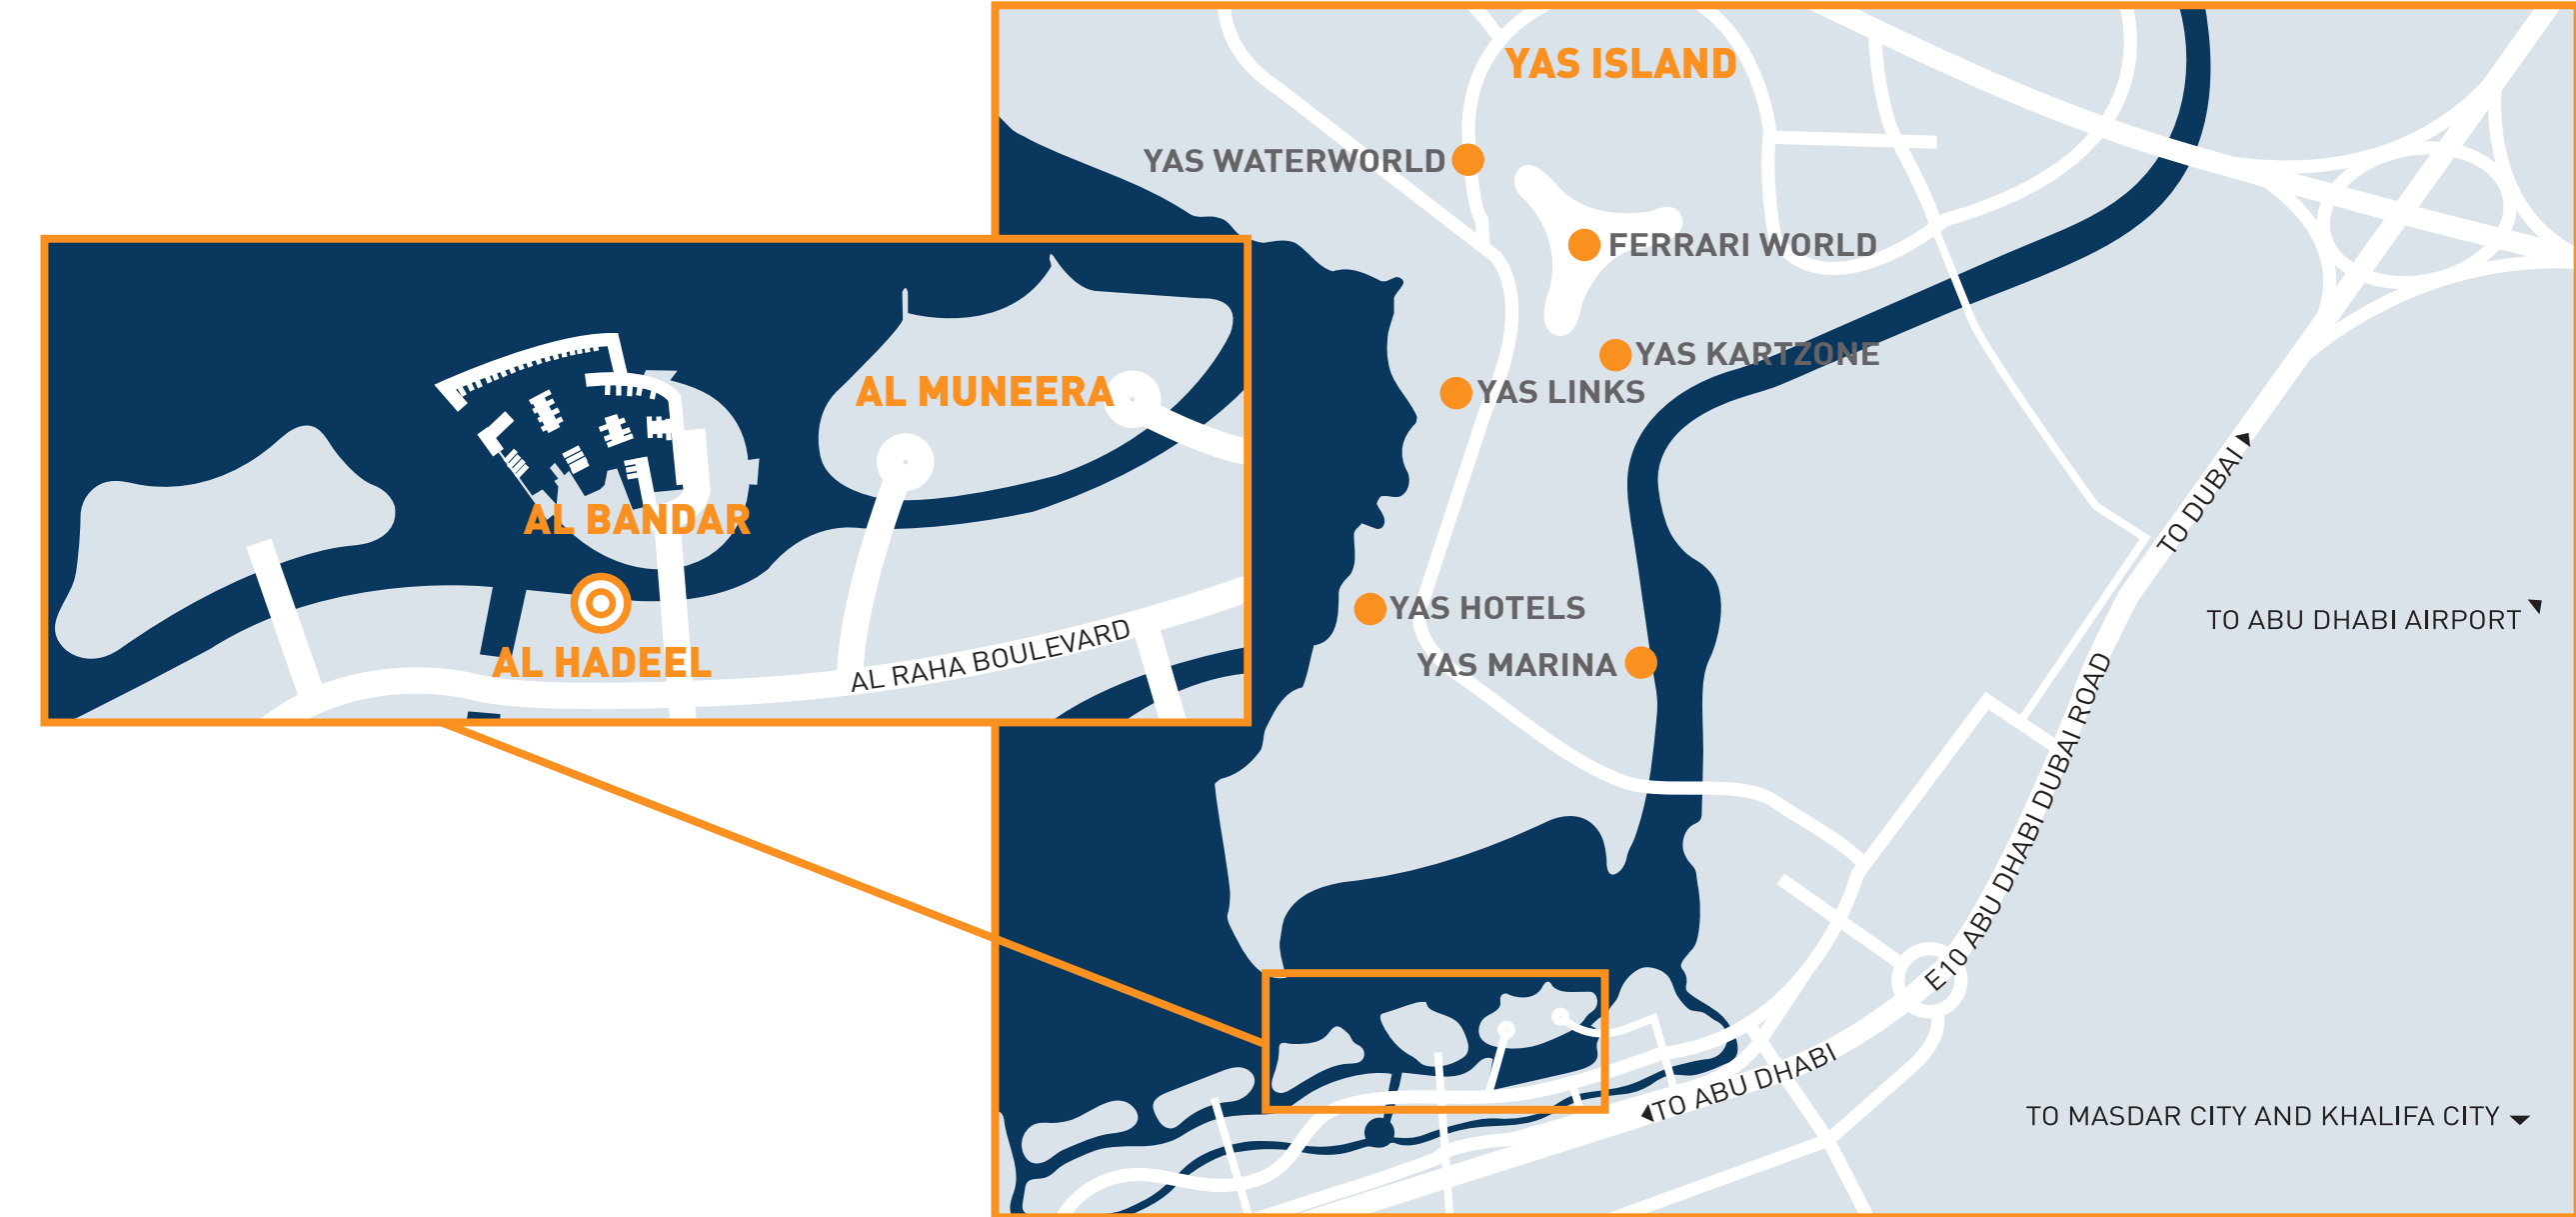 YAS ISLAND
YAS WATERWORLD
FERRARI WORLD
YAS KARTZONE
YAS LINKS
AL MUNEERA
AL BANDAR
AL HADEEL
AL RAHA BOULEVARD
YAS HOTELS
YAS MARINA
TO DUBAI
TO ABU DHABI AIRPORT
E10 ABU DHABI DUBAI ROAD
TO ABU DHABI
TO MASDAR CITY AND KHALIFA CITY